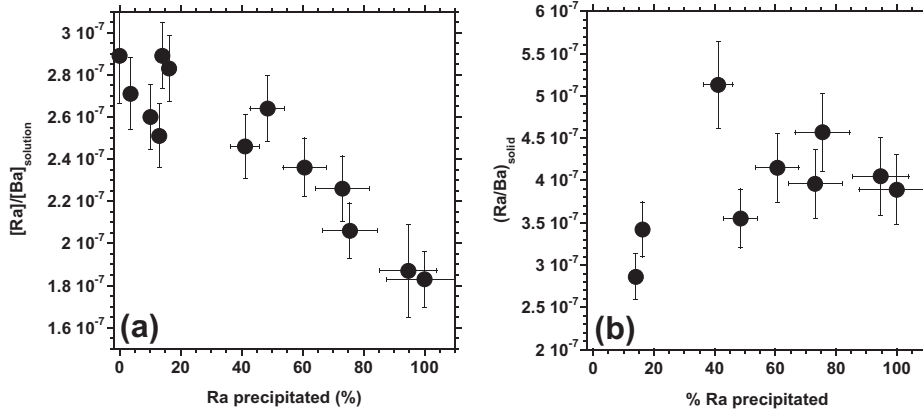 3 10⁻⁷
2.8 10⁻⁷
2.6 10⁻⁷
2.4 10⁻⁷
2.2 10⁻⁷
2 10⁻⁷
1.8 10⁻⁷
1.6 10⁻⁷
[Ra]/[Ba]solution
(a)
0 20 40 60 80 100
Ra precipitated (%)
6 10⁻⁷
5.5 10⁻⁷
5 10⁻⁷
4.5 10⁻⁷
4 10⁻⁷
3.5 10⁻⁷
3 10⁻⁷
2.5 10⁻⁷
2 10⁻⁷
(Ra/Ba)solid
(b)
0 20 40 60 80 100
% Ra precipitated